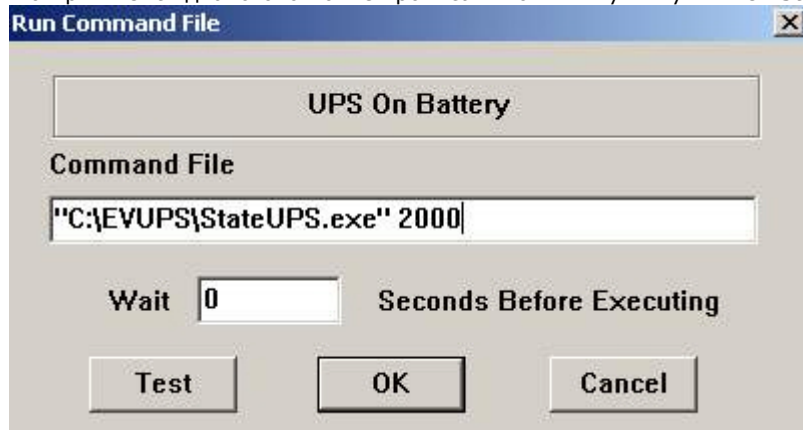 Run Command File
UPS On Battery
Command File
"C:\EVUPS\StateUPS.exe" 2000
Wait 0 Seconds Before Executing
Test OK Cancel